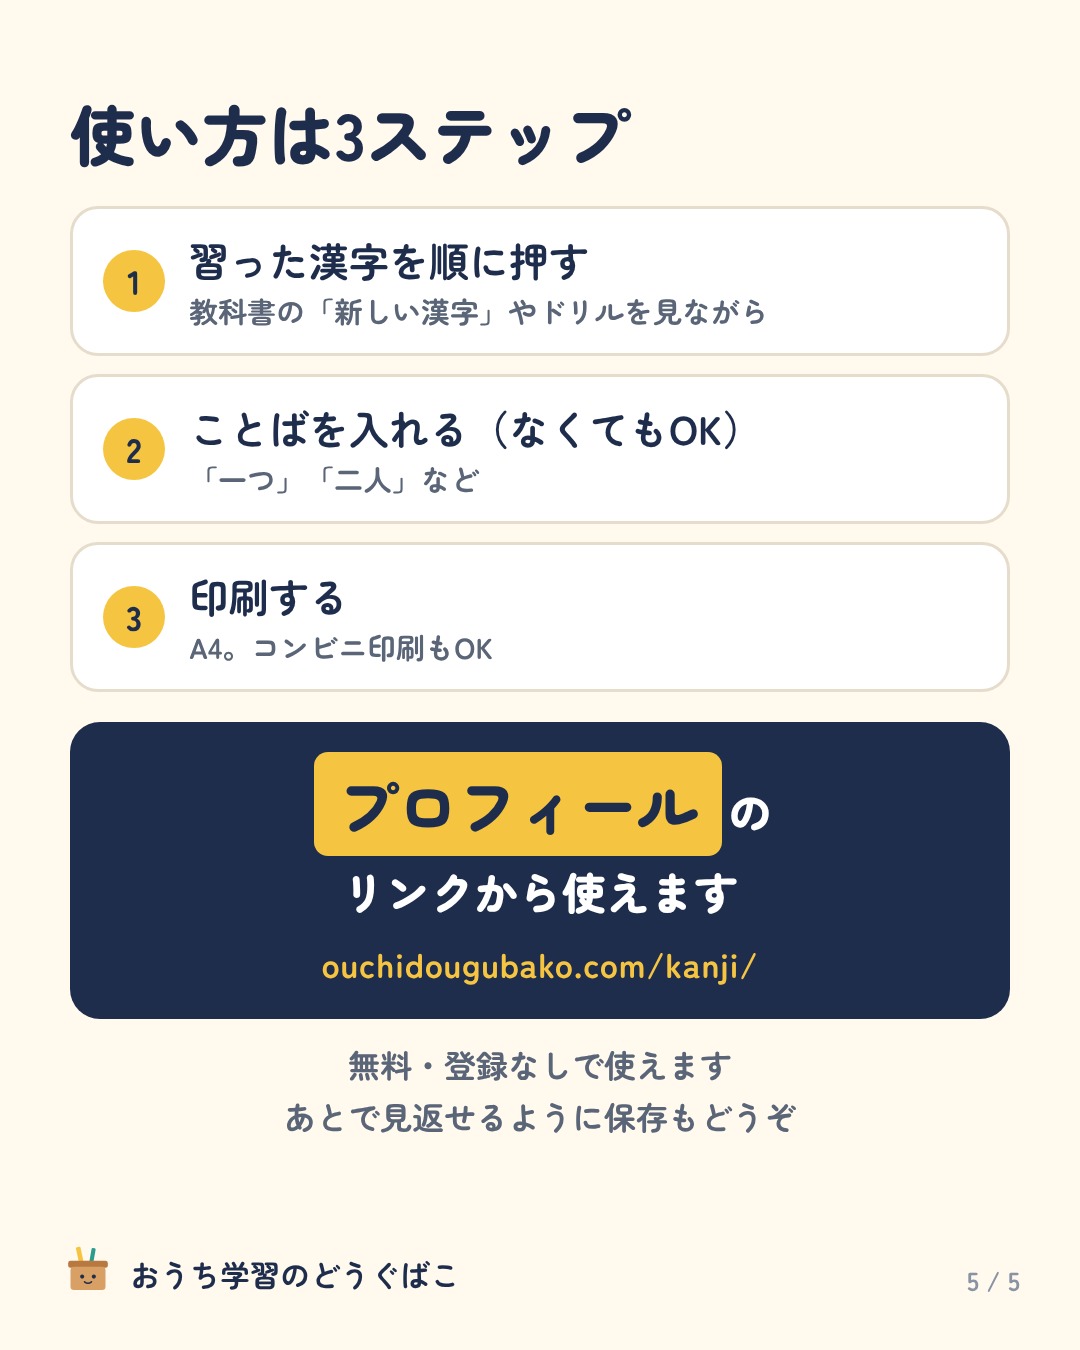 使い方は3ステップ
1
習った漢字を順に押す
教科書の「新しい漢字」やドリルを見ながら
2
ことばを入れる（なくてもOK）
「一つ」「二人」など
3
印刷する
A4。コンビニ印刷もOK
プロフィールの
リンクから使えます
ouchidougubako.com/kanji/
無料・登録なしで使えます
あとで見返せるように保存もどうぞ
おうち学習のどうぐばこ
5 / 5